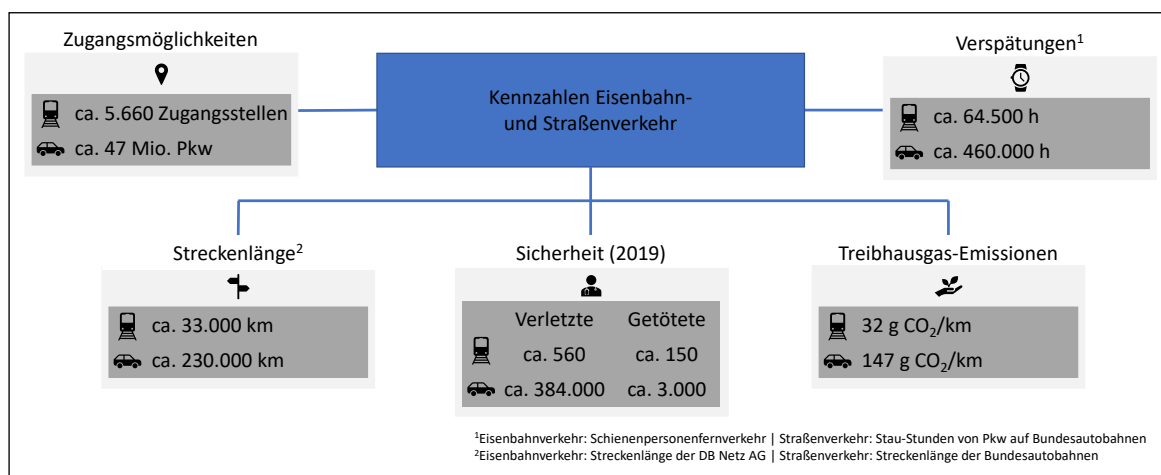 Zugangsmöglichkeiten
ca. 5.660 Zugangsstellen
ca. 47 Mio. Pkw
Kennzahlen Eisenbahn-
und Straßenverkehr
Verspätungen¹
ca. 64.500 h
ca. 460.000 h
Streckenlänge²
ca. 33.000 km
ca. 230.000 km
Sicherheit (2019)
Verletzte Getötete
ca. 560 ca. 150
ca. 384.000 ca. 3.000
Treibhausgas-Emissionen
32 g CO₂/km
147 g CO₂/km
¹Eisenbahnverkehr: Schienenpersonenfernverkehr | Straßenverkehr: Stau-Stunden von Pkw auf Bundesautobahnen
²Eisenbahnverkehr: Streckenlänge der DB Netz AG | Straßenverkehr: Streckenlänge der Bundesautobahnen